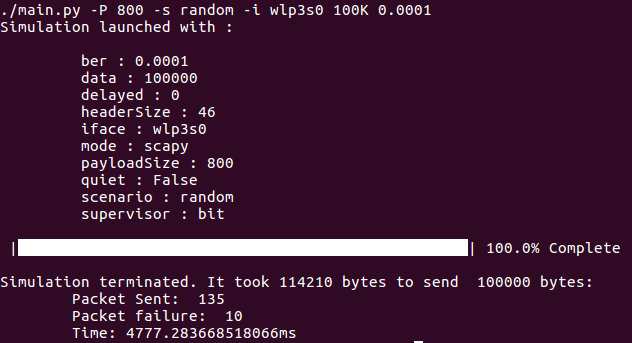 ./main.py -P 800 -s random -i wlp3s0 100K 0.0001
Simulation launched with :
ber : 0.0001
data : 100000
delayed : 0
headerSize : 46
iface : wlp3s0
mode : scapy
payloadSize : 800
quiet : False
scenario : random
supervisor : bit
| | 100.0% Complete
Simulation terminated. It took 114210 bytes to send  100000 bytes:
Packet Sent:  135
Packet failure:  10
Time: 4777.283668518066ms